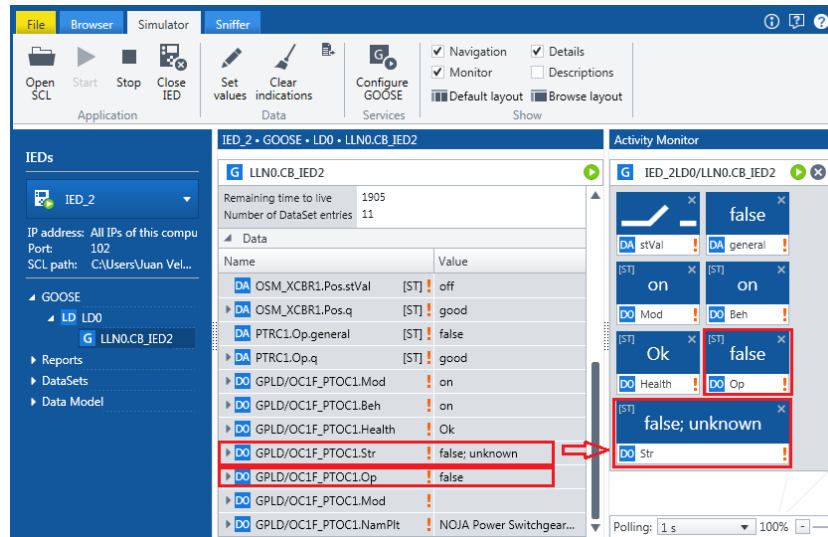 File Browser Simulator Sniffer
Open SCL
Start
Stop
Close IED
Application
Set values
Clear indications
Data
Configure GOOSE
Services
Navigation Details
Monitor Descriptions
Default layout Browse layout
Show
IEDs
IED_2
IP address: All IPs of this compu
Port: 102
SCL path: C:\Users\Juan Vel...
GOOSE
LD LD0
G LLN0.CB_IED2
Reports
DataSets
Data Model
IED_2 • GOOSE • LD0 • LLN0.CB_IED2
G LLN0.CB_IED2
Remaining time to live 1905
Number of DataSet entries 11
Data
Name Value
DA OSM_XCBR1.Pos.stVal [ST] ! off
DA OSM_XCBR1.Pos.q [ST] ! good
DA PTRC1.Op.general [ST] ! false
DA PTRC1.Op.q [ST] ! good
DO GPLD/OC1F_PTOC1.Mod ! on
DO GPLD/OC1F_PTOC1.Beh ! on
DO GPLD/OC1F_PTOC1.Health ! Ok
DO GPLD/OC1F_PTOC1.Str ! false; unknown
DO GPLD/OC1F_PTOC1.Op ! false
DO GPLD/OC1F_PTOC1.Mod !
DO GPLD/OC1F_PTOC1.NamPlt ! NOJA Power Switchgear...
Activity Monitor
G IED_2LD0/LLN0.CB_IED2
DA stVal !
false
DA general !
[ST] on
DO Mod !
[ST] on
DO Beh !
[ST] Ok
DO Health !
[ST] false
DO Op !
[ST]
false; unknown
DO Str !
Polling: 1 s 100%